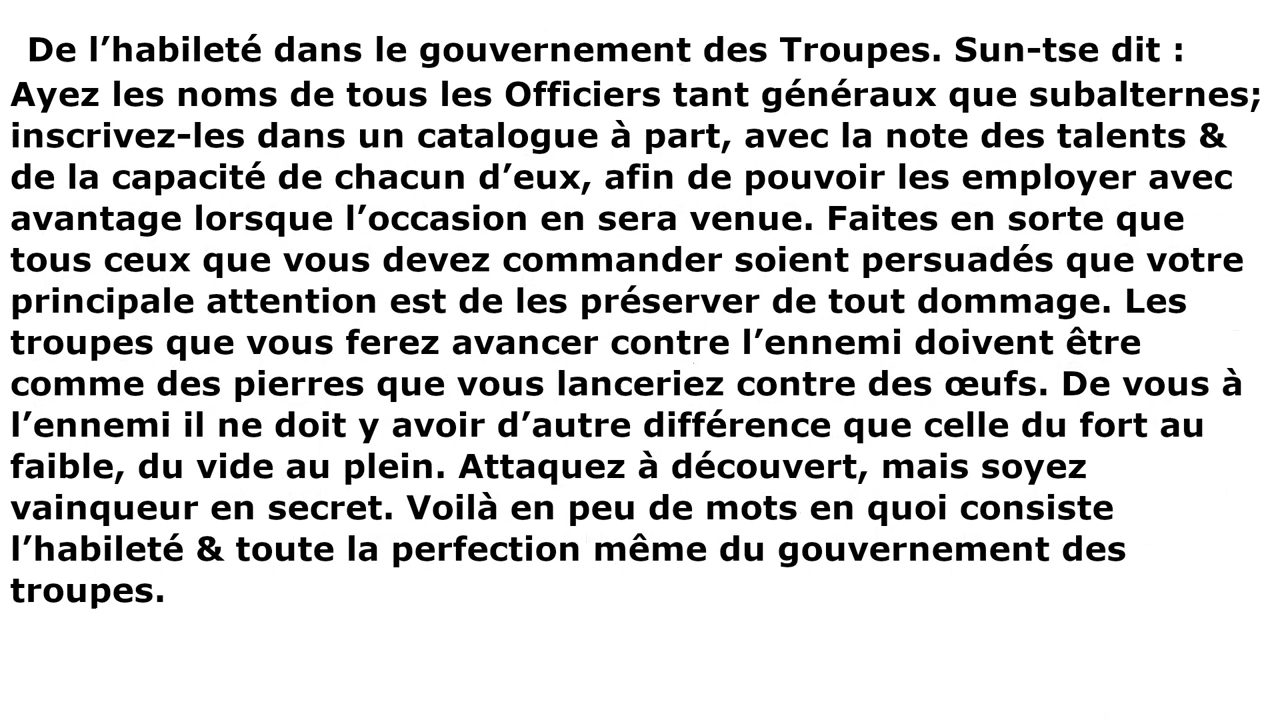 De l’habileté dans le gouvernement des Troupes. Sun-tse dit :
Ayez les noms de tous les Officiers tant généraux que subalternes;
inscrivez-les dans un catalogue à part, avec la note des talents &
de la capacité de chacun d’eux, afin de pouvoir les employer avec
avantage lorsque l’occasion en sera venue. Faites en sorte que
tous ceux que vous devez commander soient persuadés que votre
principale attention est de les préserver de tout dommage. Les
troupes que vous ferez avancer contre l’ennemi doivent être
comme des pierres que vous lanceriez contre des œufs. De vous à
l’ennemi il ne doit y avoir d’autre différence que celle du fort au
faible, du vide au plein. Attaquez à découvert, mais soyez
vainqueur en secret. Voilà en peu de mots en quoi consiste
l’habileté & toute la perfection même du gouvernement des
troupes.